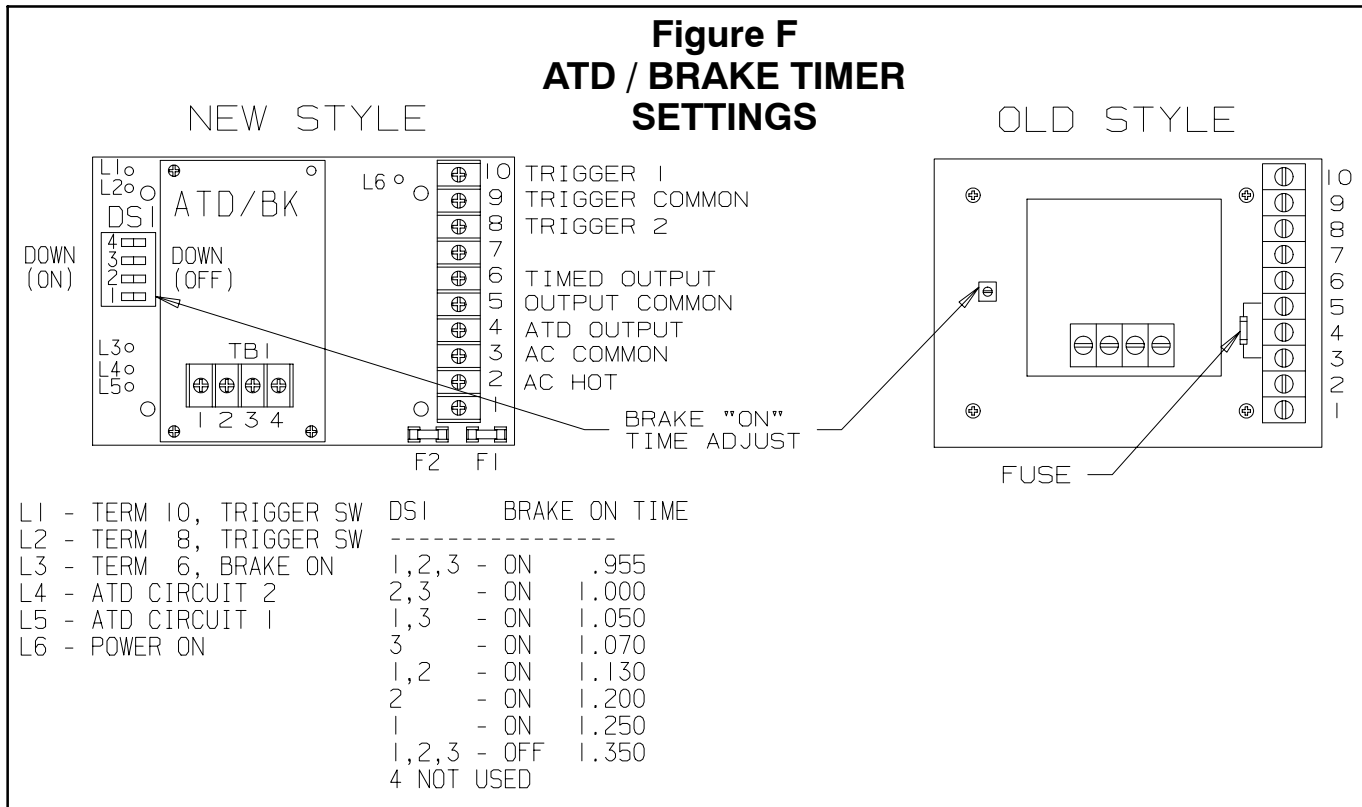 Figure F
ATD / BRAKE TIMER
SETTINGS
NEW STYLE
OLD STYLE
L1
L2
DS1
ATD/BK
L6
DOWN
(ON)
4
3
2
1
DOWN
(OFF)
L3
L4
L5
TB1
1 2 3 4
10 TRIGGER 1
9 TRIGGER COMMON
8 TRIGGER 2
7
6 TIMED OUTPUT
5 OUTPUT COMMON
4 ATD OUTPUT
3 AC COMMON
2 AC HOT
1
F2 F1
BRAKE "ON"
TIME ADJUST
10
9
8
7
6
5
4
3
2
1
FUSE
L1 - TERM 10, TRIGGER SW
L2 - TERM 8, TRIGGER SW
L3 - TERM 6, BRAKE ON
L4 - ATD CIRCUIT 2
L5 - ATD CIRCUIT 1
L6 - POWER ON
DS1 BRAKE ON TIME
----------------
1,2,3 - ON .955
2,3 - ON 1.000
1,3 - ON 1.050
3 - ON 1.070
1,2 - ON 1.130
2 - ON 1.200
1 - ON 1.250
1,2,3 - OFF 1.350
4 NOT USED